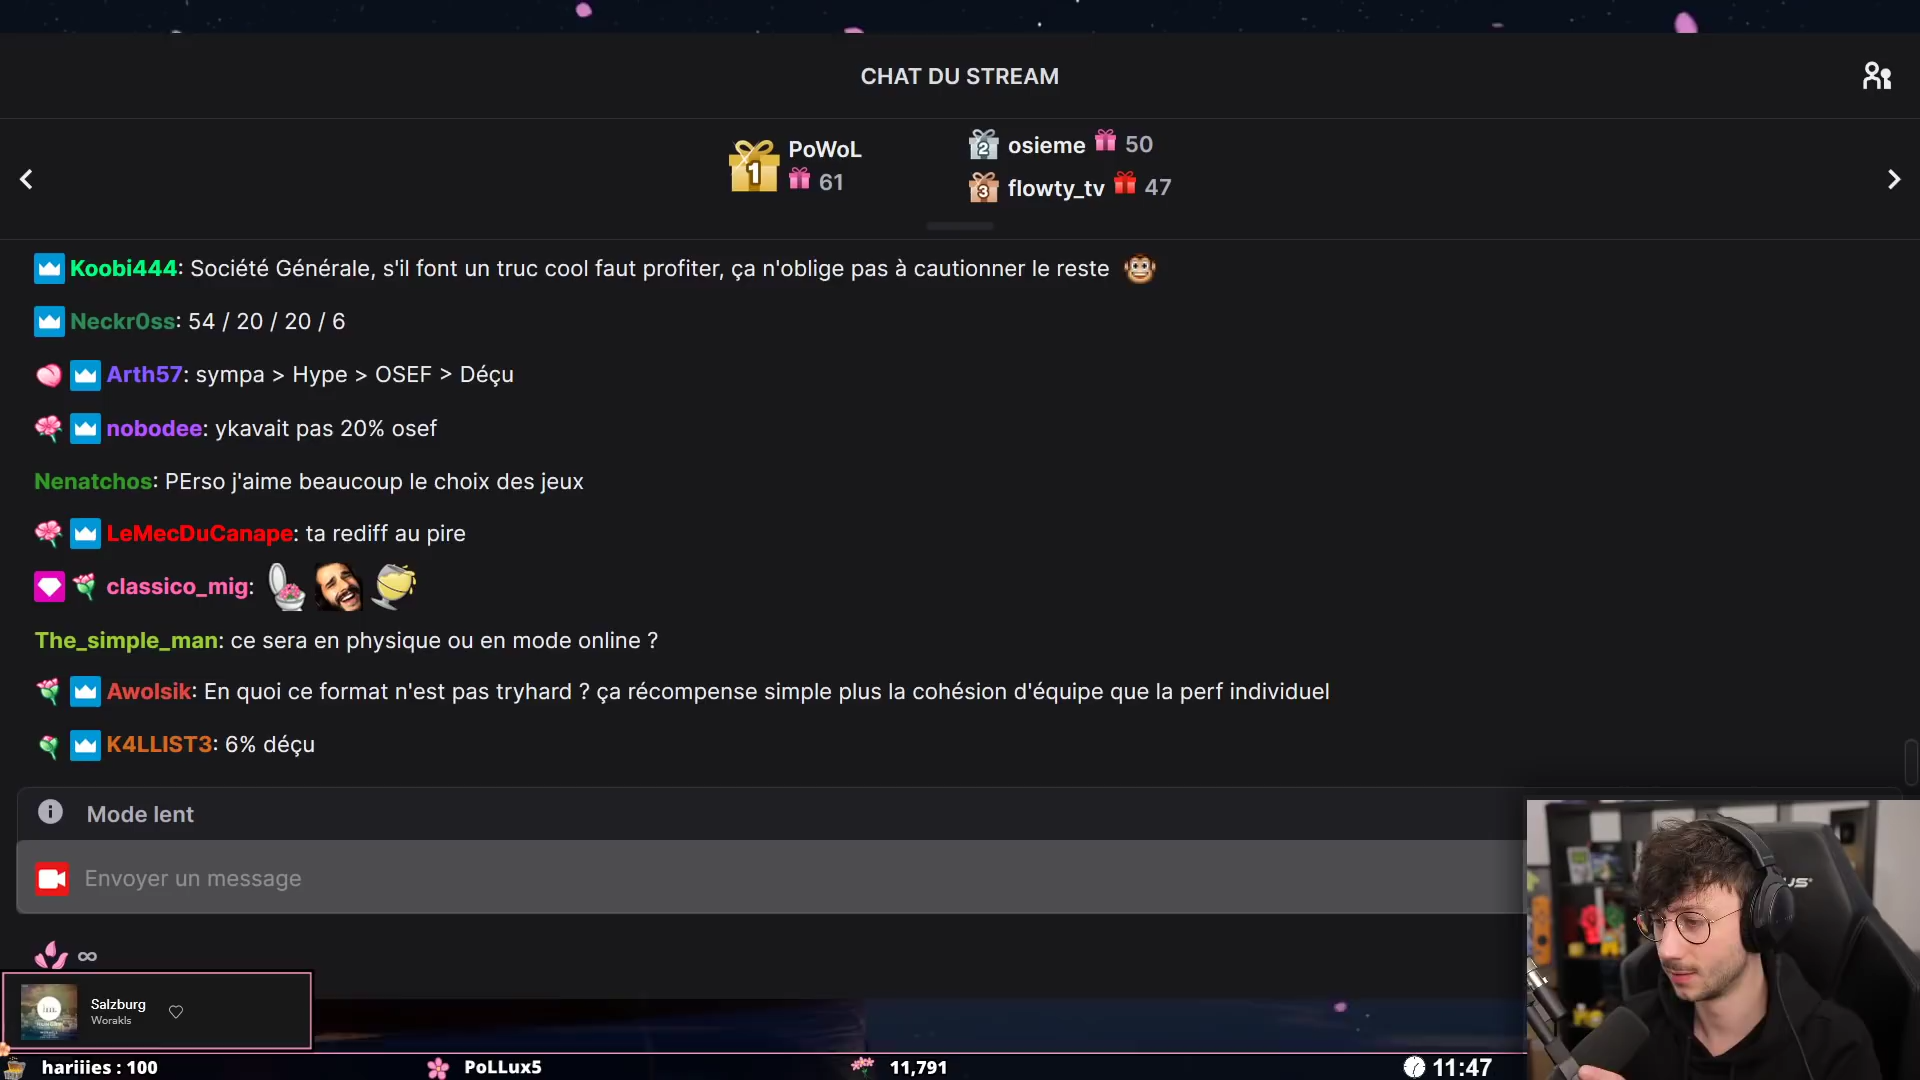 CHAT DU STREAM
1 PoWoL
61
2 osieme 50
3 flowty_tv 47
Koobi444: Société Générale, s'il font un truc cool faut profiter, ça n'oblige pas à cautionner le reste
Neckr0ss: 54 / 20 / 20 / 6
Arth57: sympa > Hype > OSEF > Déçu
nobodee: ykavait pas 20% osef
Nenatchos: PErso j'aime beaucoup le choix des jeux
LeMecDuCanape: ta rediff au pire
classico_mig:
The_simple_man: ce sera en physique ou en mode online ?
Awolsik: En quoi ce format n'est pas tryhard ? ça récompense simple plus la cohésion d'équipe que la perf individuel
K4LLIST3: 6% déçu
Mode lent
Envoyer un message
∞
Salzburg
Worakls
hariiies : 100
PoLLux5
11,791
11:47